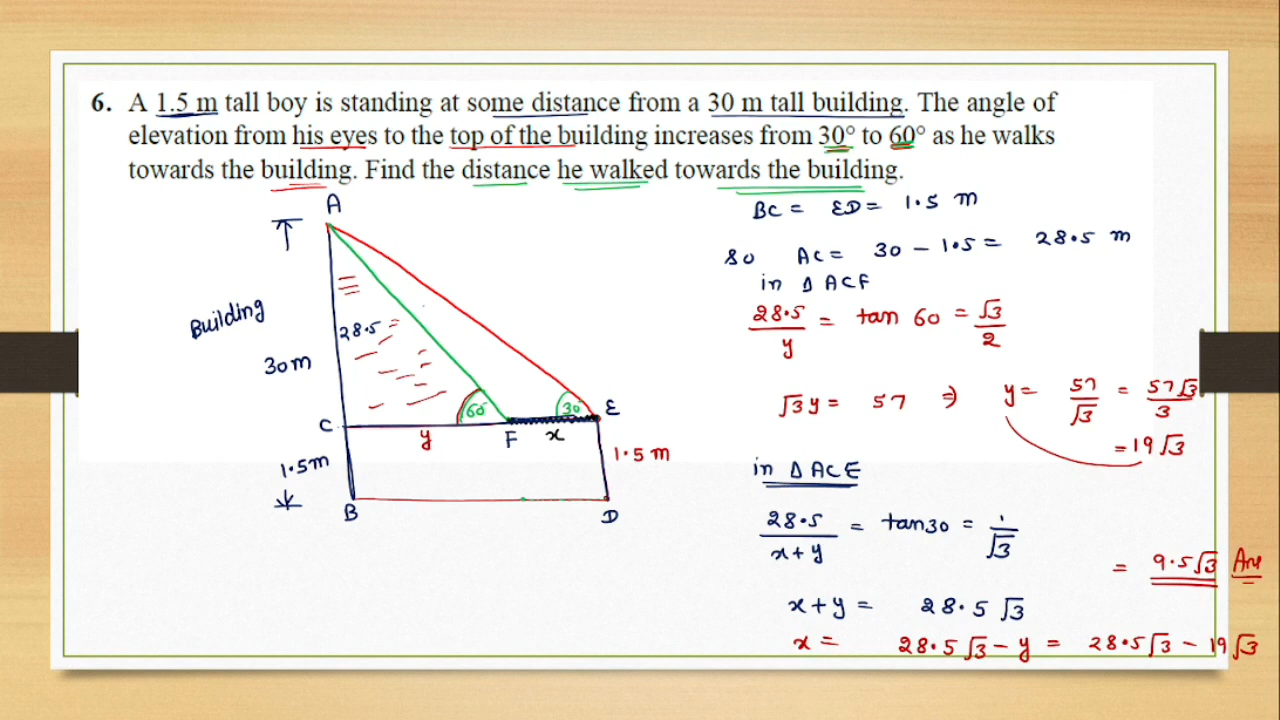 6. A 1.5 m tall boy is standing at some distance from a 30 m tall building. The angle of
elevation from his eyes to the top of the building increases from 30° to 60° as he walks
towards the building. Find the distance he walked towards the building.
A
Building
30m
28.5
60
30
C
y
F
x
E
1.5m
1.5 m
B
D
BC = ED = 1.5 m
so AC = 30 - 1.5 = 28.5 m
in Δ ACF
28.5/y = tan 60 = √3/2
√3y = 57 ⇒ y = 57/√3 = 57√3/3
= 19√3
in Δ ACE
28.5/x+y = tan30 = 1/√3
x+y = 28.5 √3
x = 28.5 √3 - y = 28.5√3 - 19√3
= 9.5√3 Ans